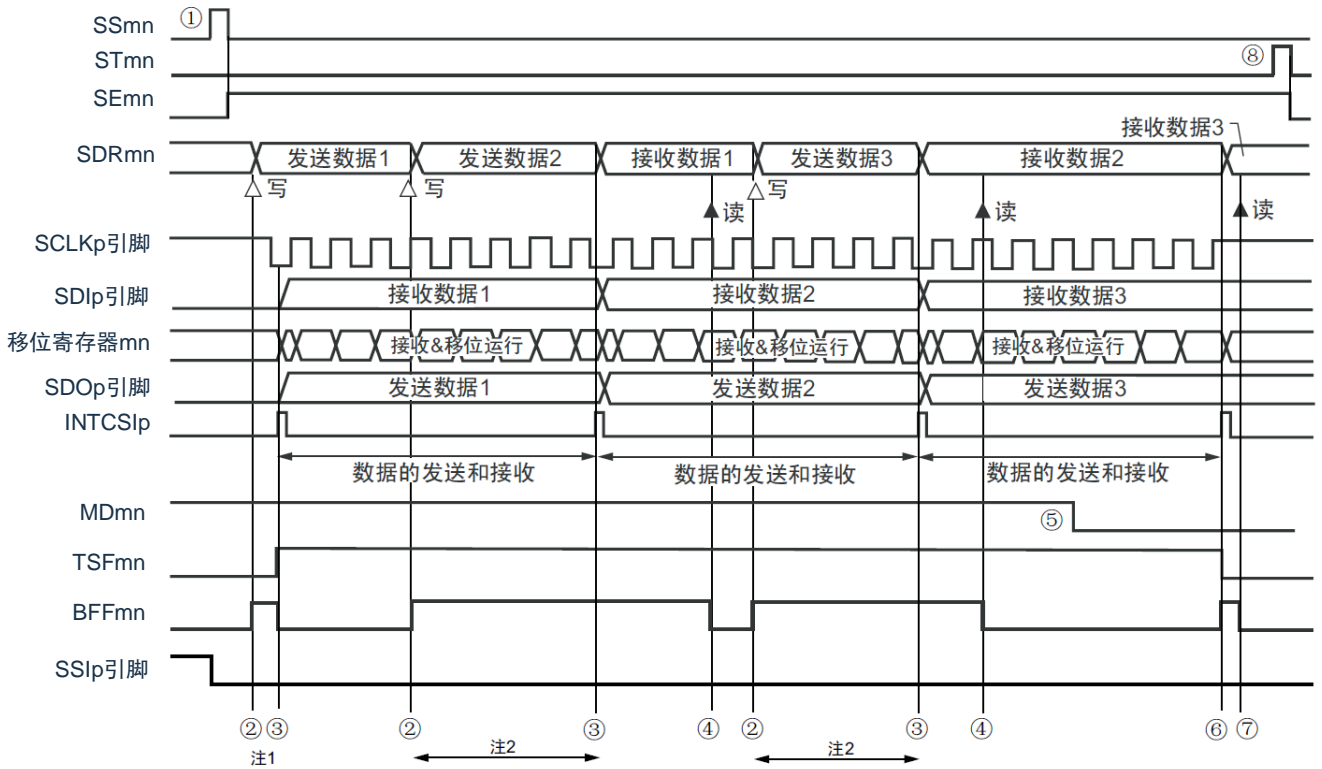 SSmn ①
STmn ⑧
SEmn
接收数据3
SDRmn 发送数据1 发送数据2 接收数据1 发送数据3 接收数据2
写 写 读 写 读 读
SCLKp引脚
SDIp引脚 接收数据1 接收数据2 接收数据3
移位寄存器mn 接收&移位运行 接收&移位运行 接收&移位运行
SDOp引脚 发送数据1 发送数据2 发送数据3
INTCSIp
数据的发送和接收 数据的发送和接收 数据的发送和接收
MDmn ⑤
TSFmn
BFFmn
SSIp引脚
② ③ ② ③ ④ ② ③ ④ ⑥ ⑦
注1 注2 注2